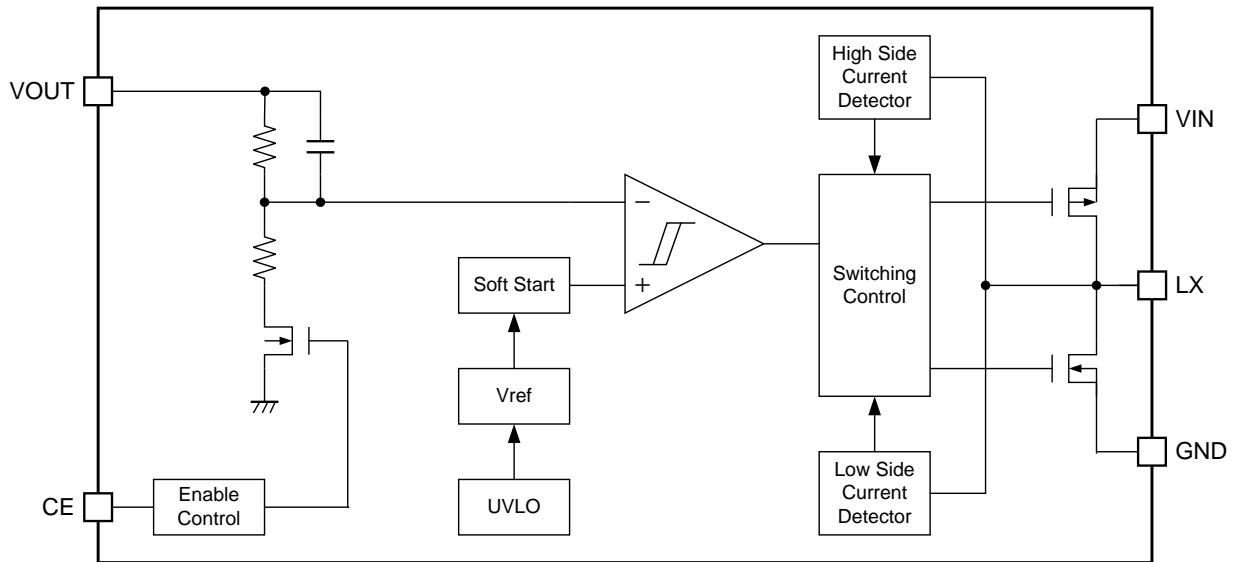 VOUT
High Side
Current
Detector
VIN
−
Soft Start
+
Switching
Control
LX
Vref
GND
CE
Enable
Control
UVLO
Low Side
Current
Detector